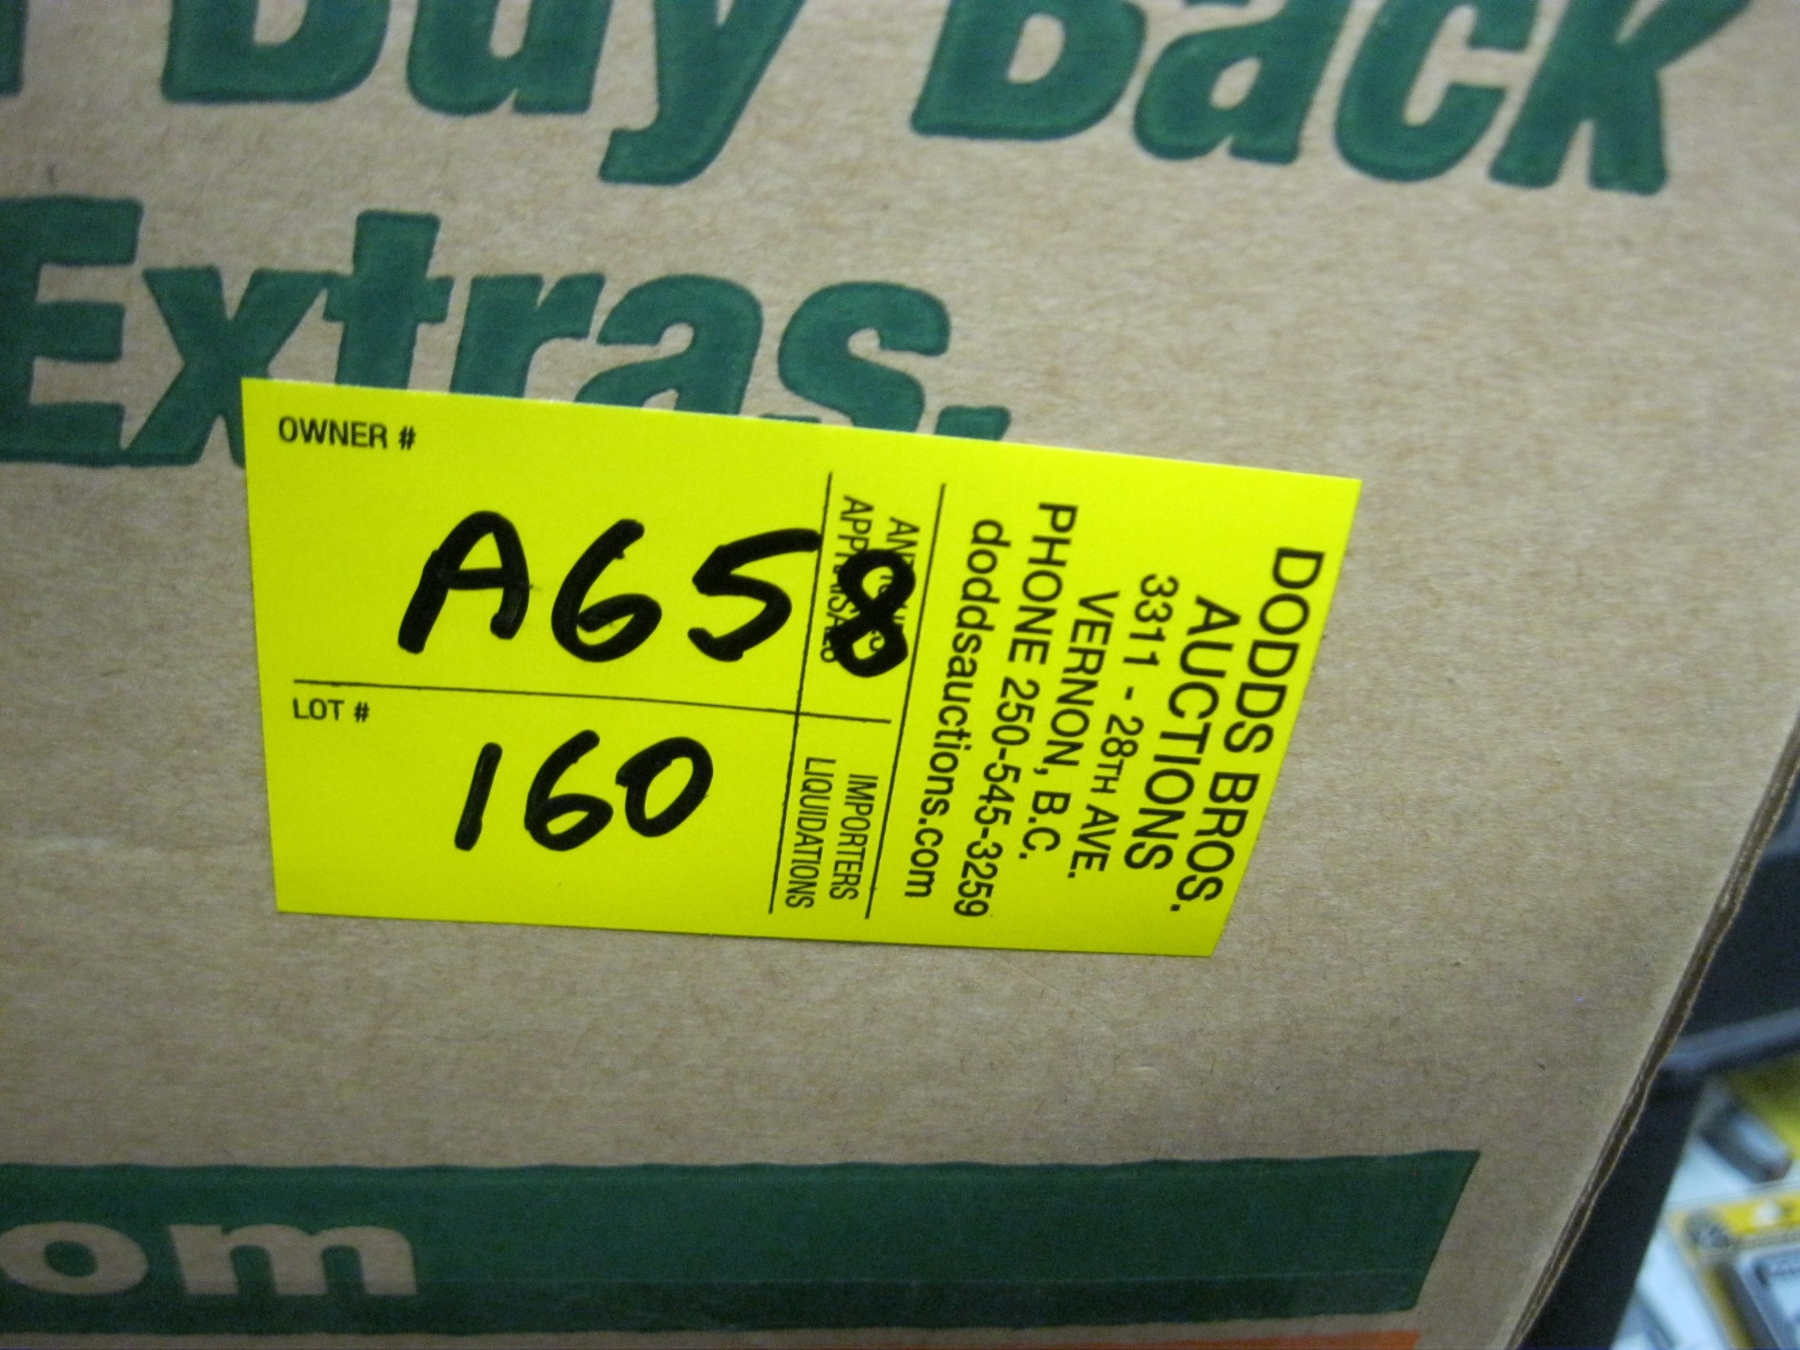 Buy Back
Extras.
OWNER #
A658
LOT #
160
DODDS BROS.
AUCTIONS
3311 - 28TH AVE.
VERNON, B.C.
PHONE 250-545-3259
doddsauctions.com
APPRAISALS
IMPORTERS
LIQUIDATIONS
om